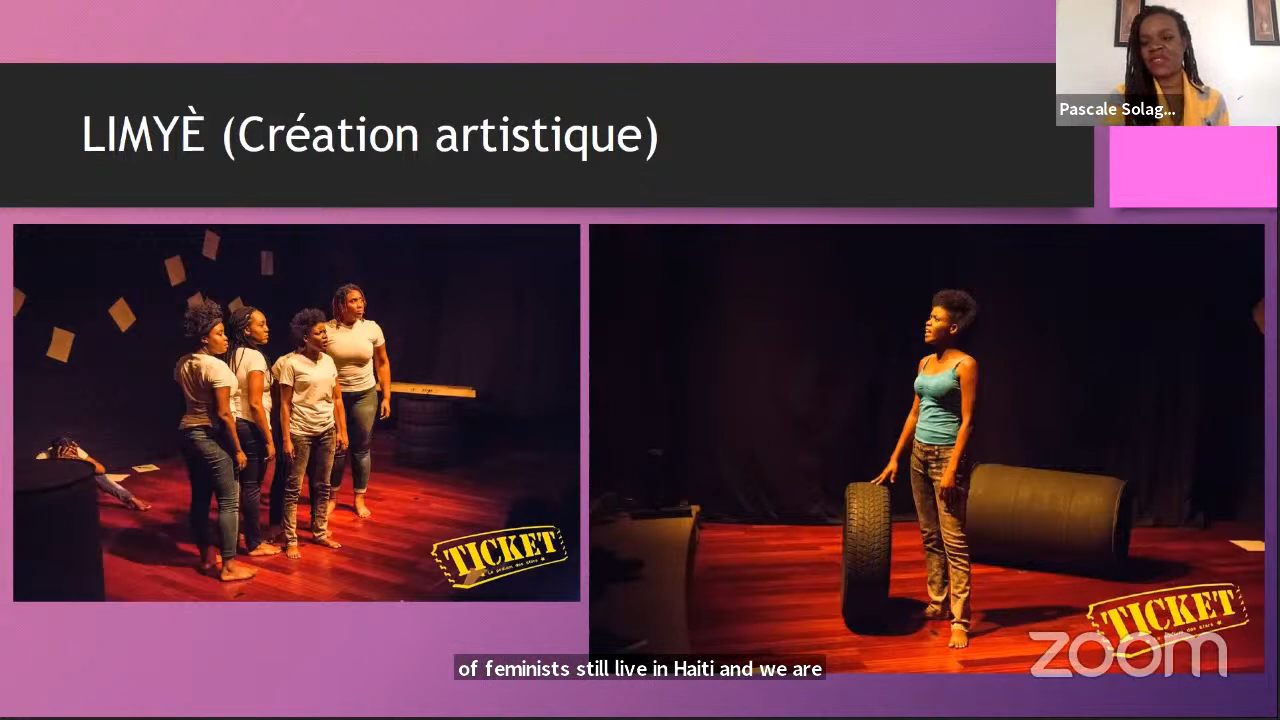 LIMYÈ (Création artistique)
Pascale Solag...
TICKET
TICKET
of feminists still live in Haiti and we are
zoom